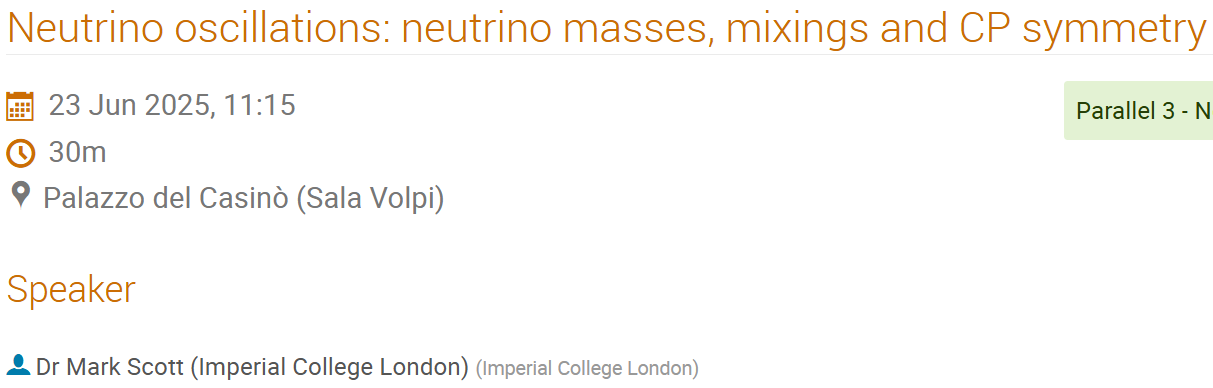 Neutrino oscillations: neutrino masses, mixings and CP symmetry
23 Jun 2025, 11:15
Parallel 3 - N
30m
Palazzo del Casinò (Sala Volpi)
Speaker
Dr Mark Scott (Imperial College London) (Imperial College London)